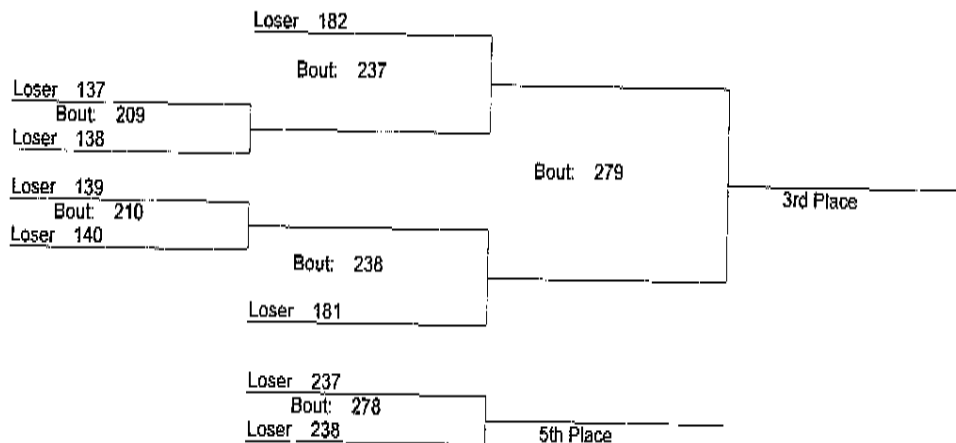 Loser 182
Bout: 237
Loser 137
Bout: 209
Loser 138
Bout: 279
Loser 139
Bout: 210
Loser 140
3rd Place
Bout: 238
Loser 181
Loser 237
Bout: 278
Loser 238
5th Place